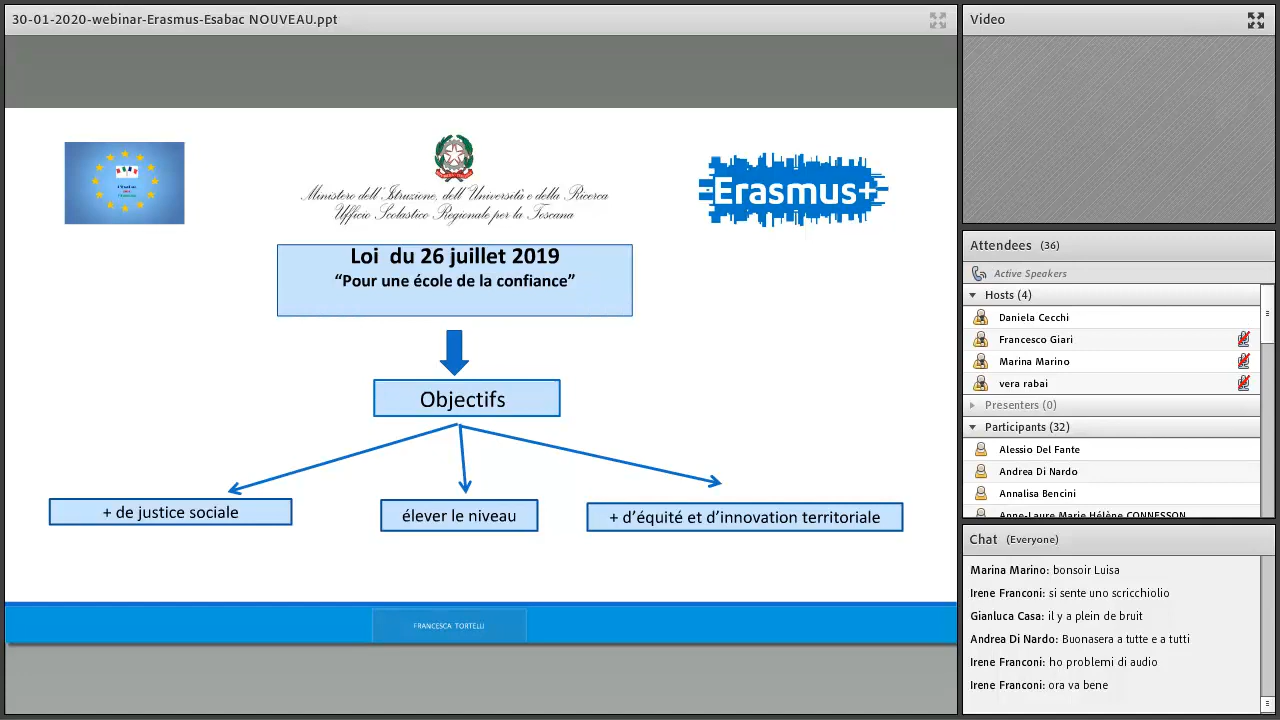 30-01-2020-webinar-Erasmus-Esabac NOUVEAU.ppt
Ministero dell'Istruzione, dell'Università e della Ricerca
Ufficio Scolastico Regionale per la Toscana
Erasmus+
Loi du 26 juillet 2019
“Pour une école de la confiance”
Objectifs
+ de justice sociale
élever le niveau
+ d’équité et d’innovation territoriale
FRANCESCA TORTELLI
Video
Attendees (36)
Active Speakers
Hosts (4)
Daniela Cecchi
Francesco Giari
Marina Marino
vera rabai
Presenters (0)
Participants (32)
Alessio Del Fante
Andrea Di Nardo
Annalisa Bencini
Anne-Laure Marie Hélène CONNESSON
Chat (Everyone)
Marina Marino: bonsoir Luisa
Irene Franconi: si sente uno scricchiolio
Gianluca Casa: il y a plein de bruit
Andrea Di Nardo: Buonasera a tutte e a tutti
Irene Franconi: ho problemi di audio
Irene Franconi: ora va bene